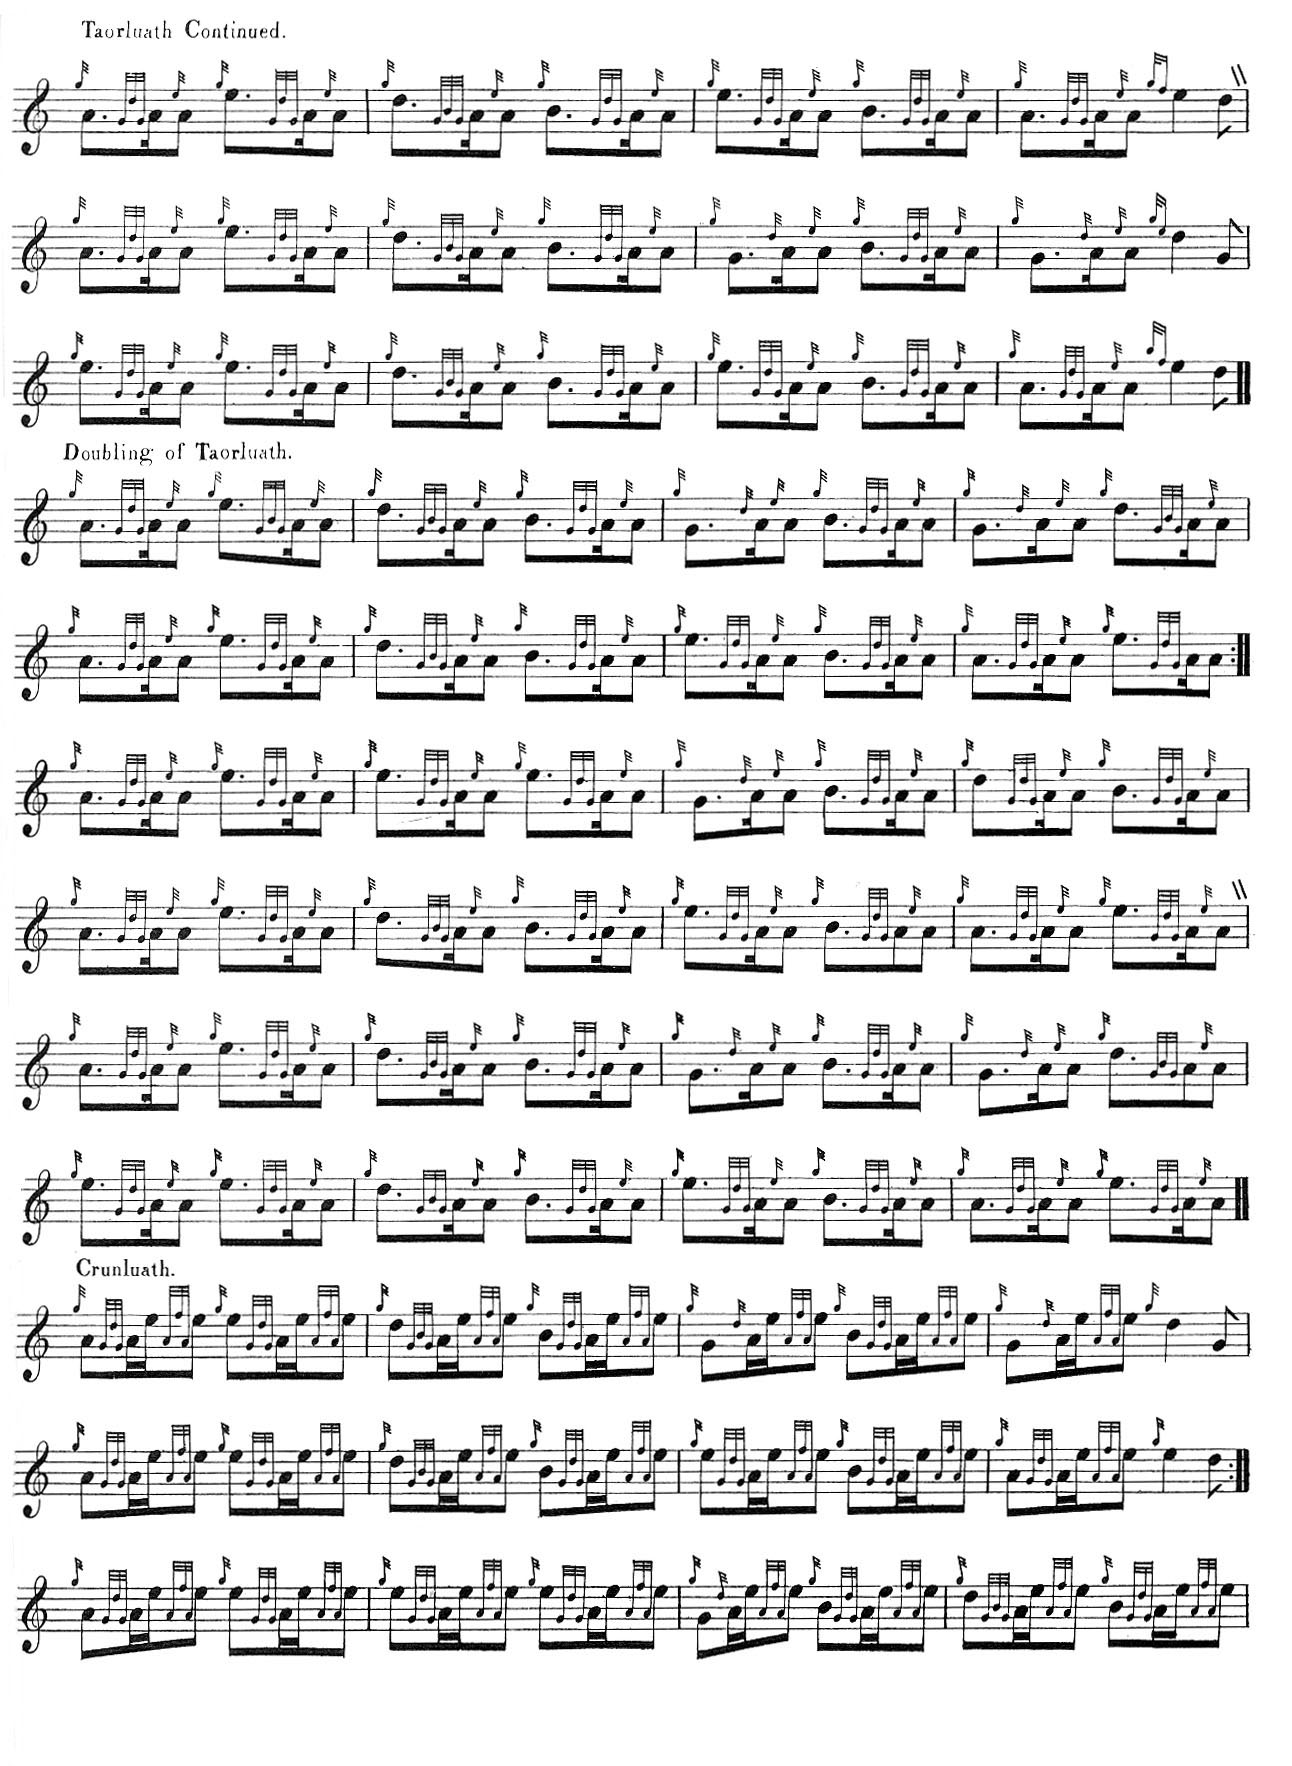 Taorluath Continued.
Doubling of Taorluath.
Crunluath.